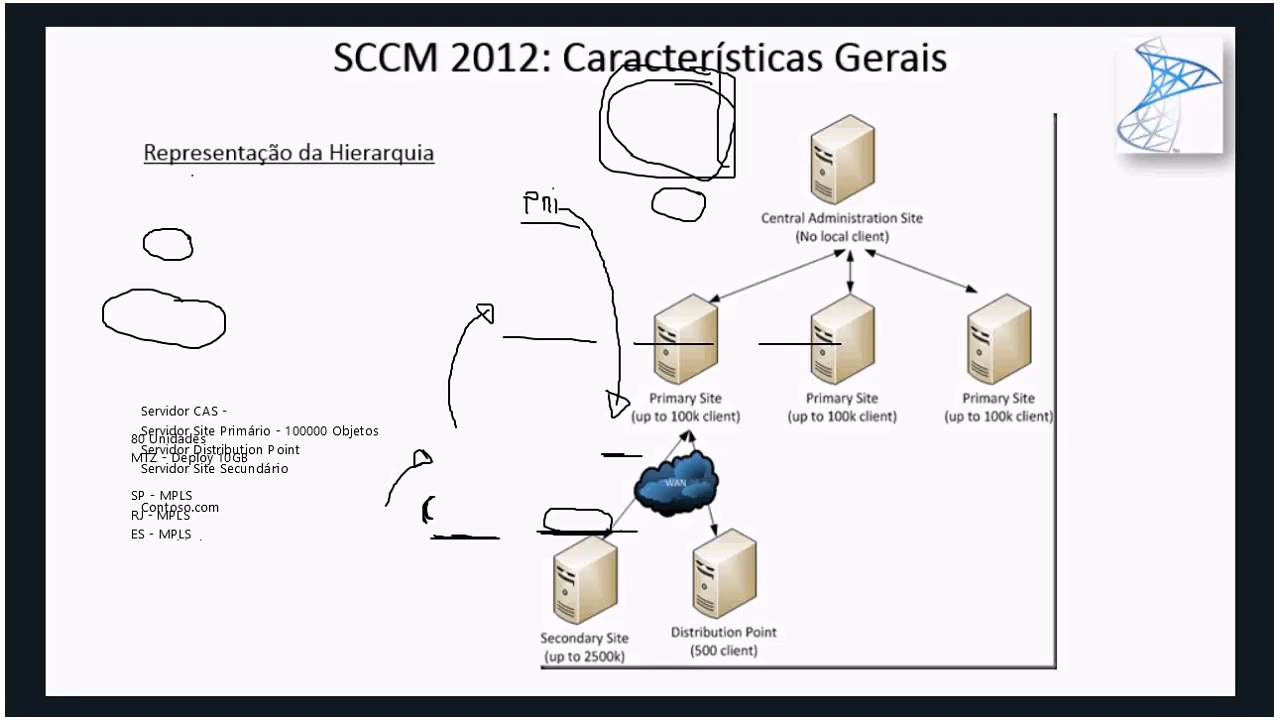 SCCM 2012: Características Gerais
Representação da Hierarquia
Pri
Central Administration Site
(No local client)
Primary Site
(up to 100k client)
Primary Site
(up to 100k client)
Primary Site
(up to 100k client)
Servidor CAS -
Servidor Site Primário - 100000 Objetos
80 Unidades
Servidor Distribution Point
MTZ - Deploy 10GB
Servidor Site Secundário
SP - MPLS
Contoso.com
RJ - MPLS
ES - MPLS
WAN
Secondary Site
(up to 2500k)
Distribution Point
(500 client)